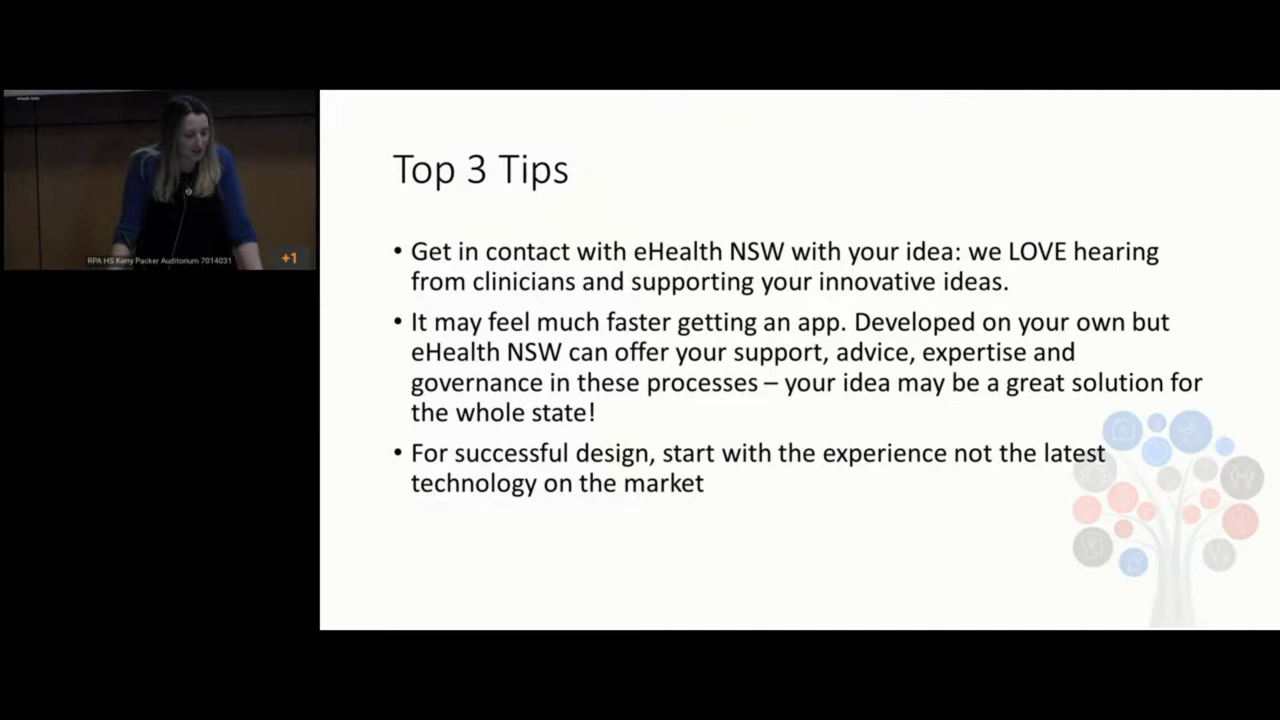 RPA HS Kerry Packer Auditorium 7014031
+1
Top 3 Tips
• Get in contact with eHealth NSW with your idea: we LOVE hearing
from clinicians and supporting your innovative ideas.
• It may feel much faster getting an app. Developed on your own but
eHealth NSW can offer your support, advice, expertise and
governance in these processes – your idea may be a great solution for
the whole state!
• For successful design, start with the experience not the latest
technology on the market